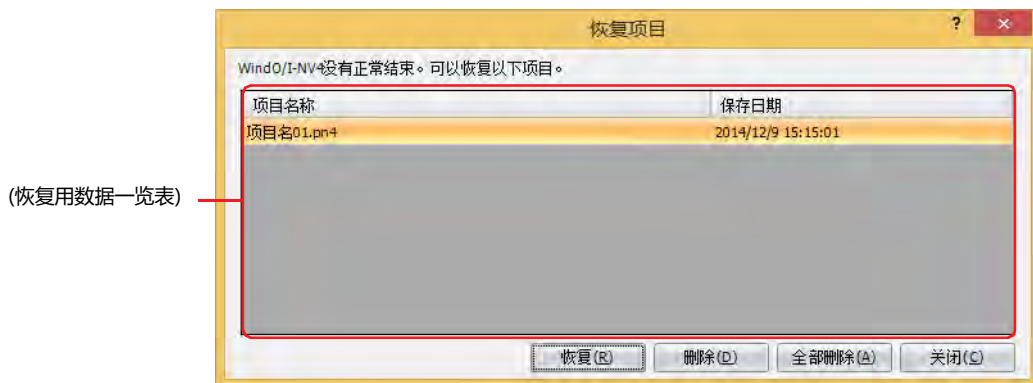 恢复项目
?
WindO/I-NV4没有正常结束。可以恢复以下项目。
项目名称 保存日期
项目名01.pn4 2014/12/9 15:15:01
(恢复用数据一览表)
恢复(R) 删除(D) 全部删除(A) 关闭(C)